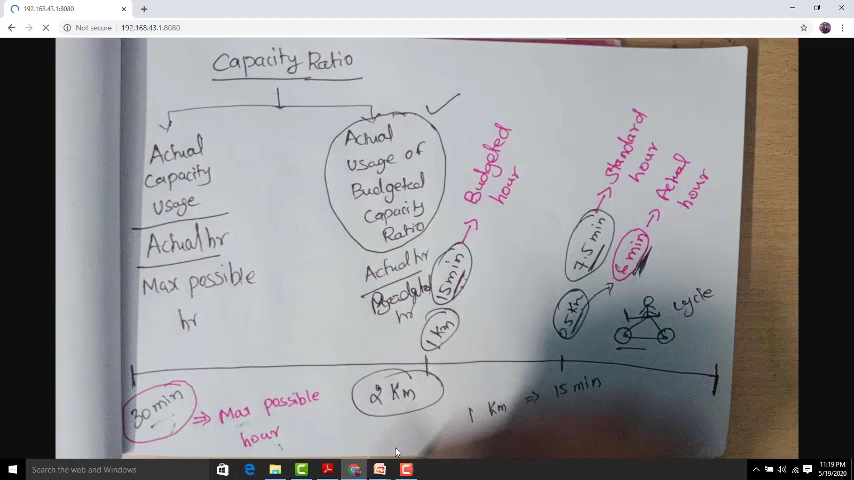 192.168.43.1:8080
Not secure | 192.168.43.1:8080
Capacity Ratio
Actual
Capacity
Usage
Actual hr
Max possible
hr
Actual
Usage of
Budgeted
Capacity
Ratio
Actual hr
Budgeted
hr
15 min
Budgeted
hour
1 Km
7.5 min
Standard
hour
6 min
Actual
hour
0.5 Km
cycle
30 min
⇒ Max possible
hour
2 Km
1 Km ⇒ 15 min
Search the web and Windows
11:19 PM
5/19/2020